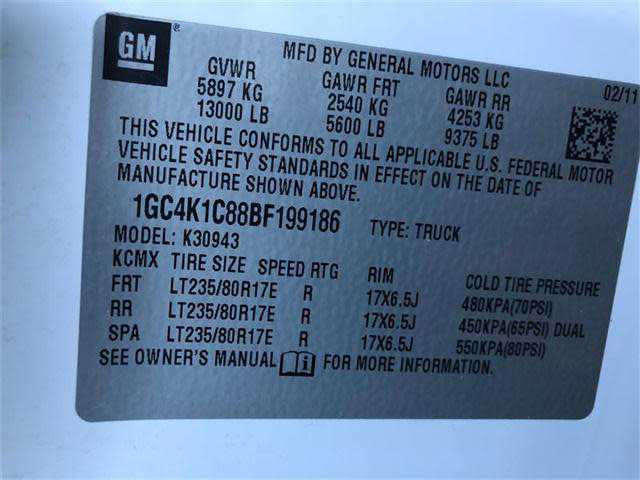 GM
MFD BY GENERAL MOTORS LLC
02/11
GVWR GAWR FRT GAWR RR
5897 KG 2540 KG 4253 KG
13000 LB 5600 LB 9375 LB
THIS VEHICLE CONFORMS TO ALL APPLICABLE U.S. FEDERAL MOTOR
VEHICLE SAFETY STANDARDS IN EFFECT ON THE DATE OF
MANUFACTURE SHOWN ABOVE.
1GC4K1C88BF199186 TYPE: TRUCK
MODEL: K30943
KCMX TIRE SIZE SPEED RTG RIM COLD TIRE PRESSURE
FRT LT235/80R17E R 17X6.5J 480KPA(70PSI)
RR LT235/80R17E R 17X6.5J 450KPA(65PSI) DUAL
SPA LT235/80R17E R 17X6.5J 550KPA(80PSI)
SEE OWNER'S MANUAL FOR MORE INFORMATION.